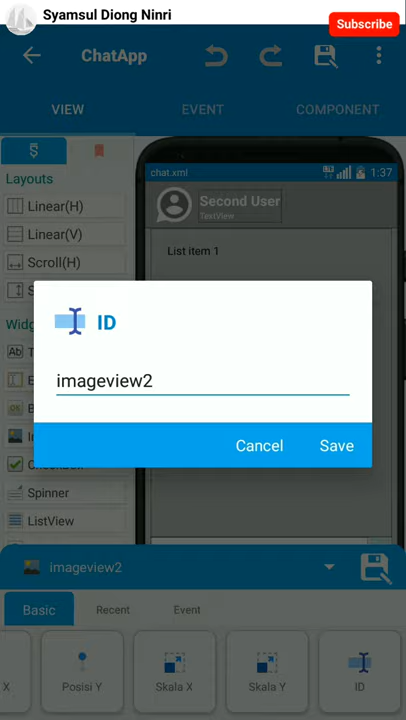 Syamsul Diong Ninri
Subscribe
ChatApp
VIEW
EVENT
COMPONENT
Layouts
chat.xml
1:37
Linear(H)
Second User
TextView
Linear(V)
List item 1
Scroll(H)
ID
imageview2
Cancel
Save
Spinner
ListView
imageview2
Basic
Recent
Event
X
Posisi Y
Skala X
Skala Y
ID